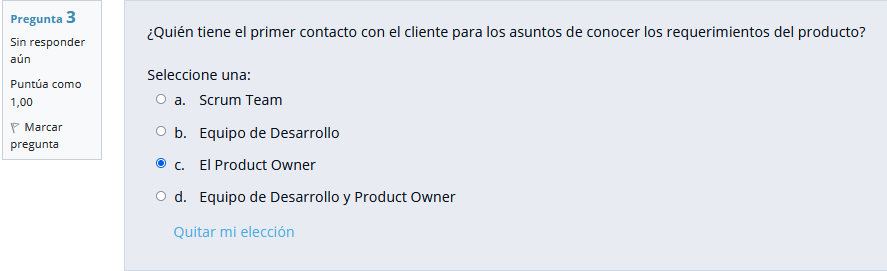 Pregunta 3
Sin responder
aún
Puntúa como
1,00
Marcar
pregunta
¿Quién tiene el primer contacto con el cliente para los asuntos de conocer los requerimientos del producto?
Seleccione una:
a. Scrum Team
b. Equipo de Desarrollo
c. El Product Owner
d. Equipo de Desarrollo y Product Owner
Quitar mi elección